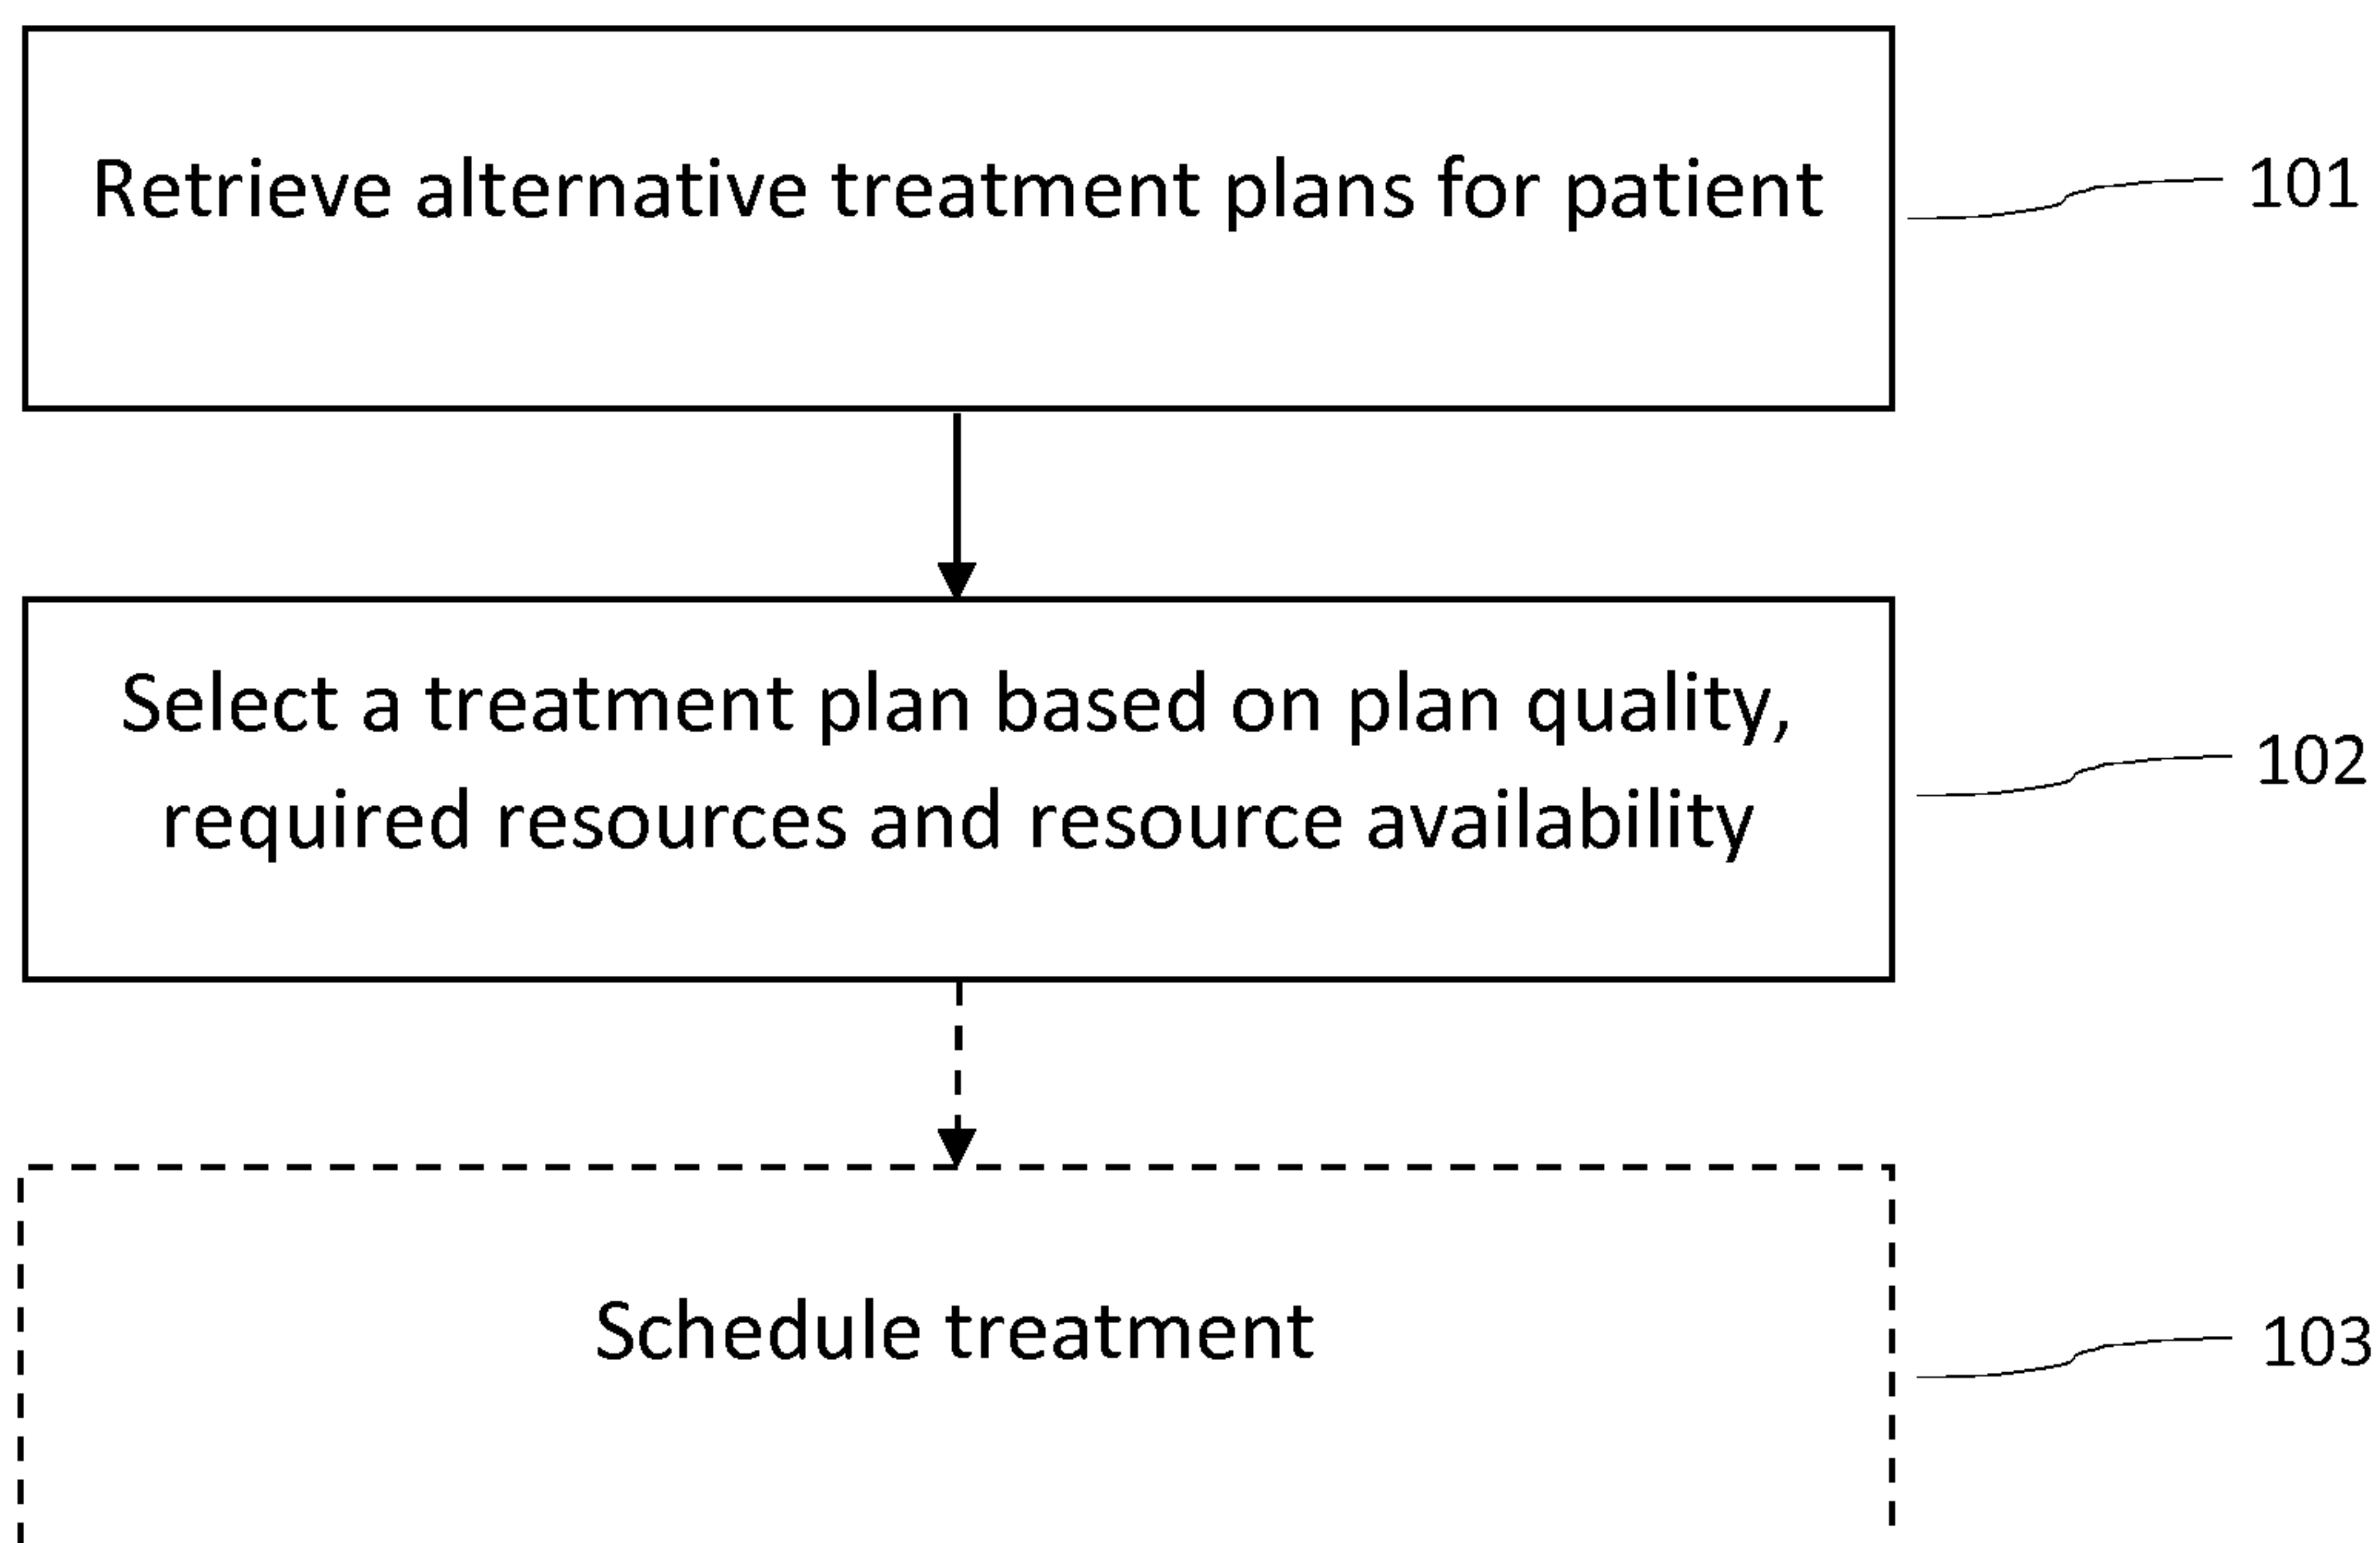 Retrieve alternative treatment plans for patient
101
Select a treatment plan based on plan quality,
required resources and resource availability
102
Schedule treatment
103